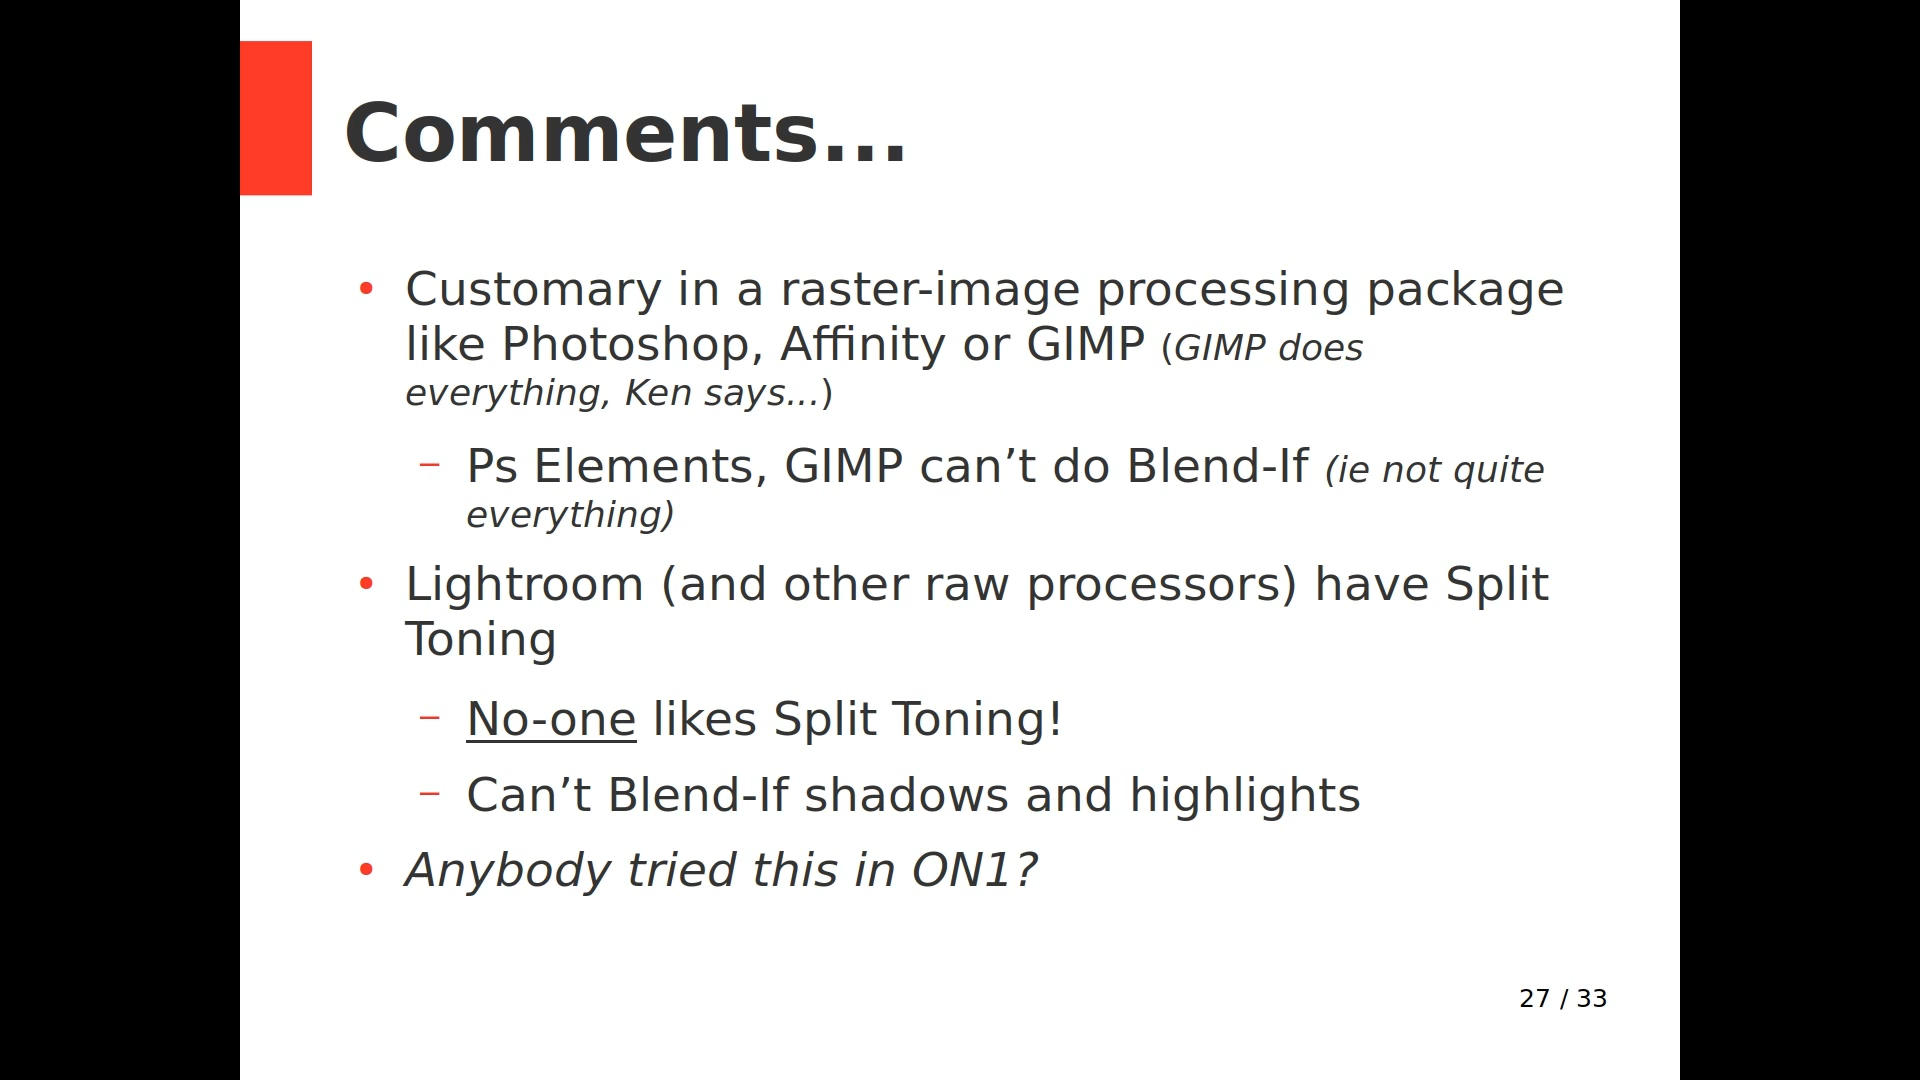 Comments...
• Customary in a raster-image processing package
like Photoshop, Affinity or GIMP (GIMP does
everything, Ken says...)
– Ps Elements, GIMP can’t do Blend-If (ie not quite
everything)
• Lightroom (and other raw processors) have Split
Toning
– No-one likes Split Toning!
– Can’t Blend-If shadows and highlights
• Anybody tried this in ON1?
27 / 33